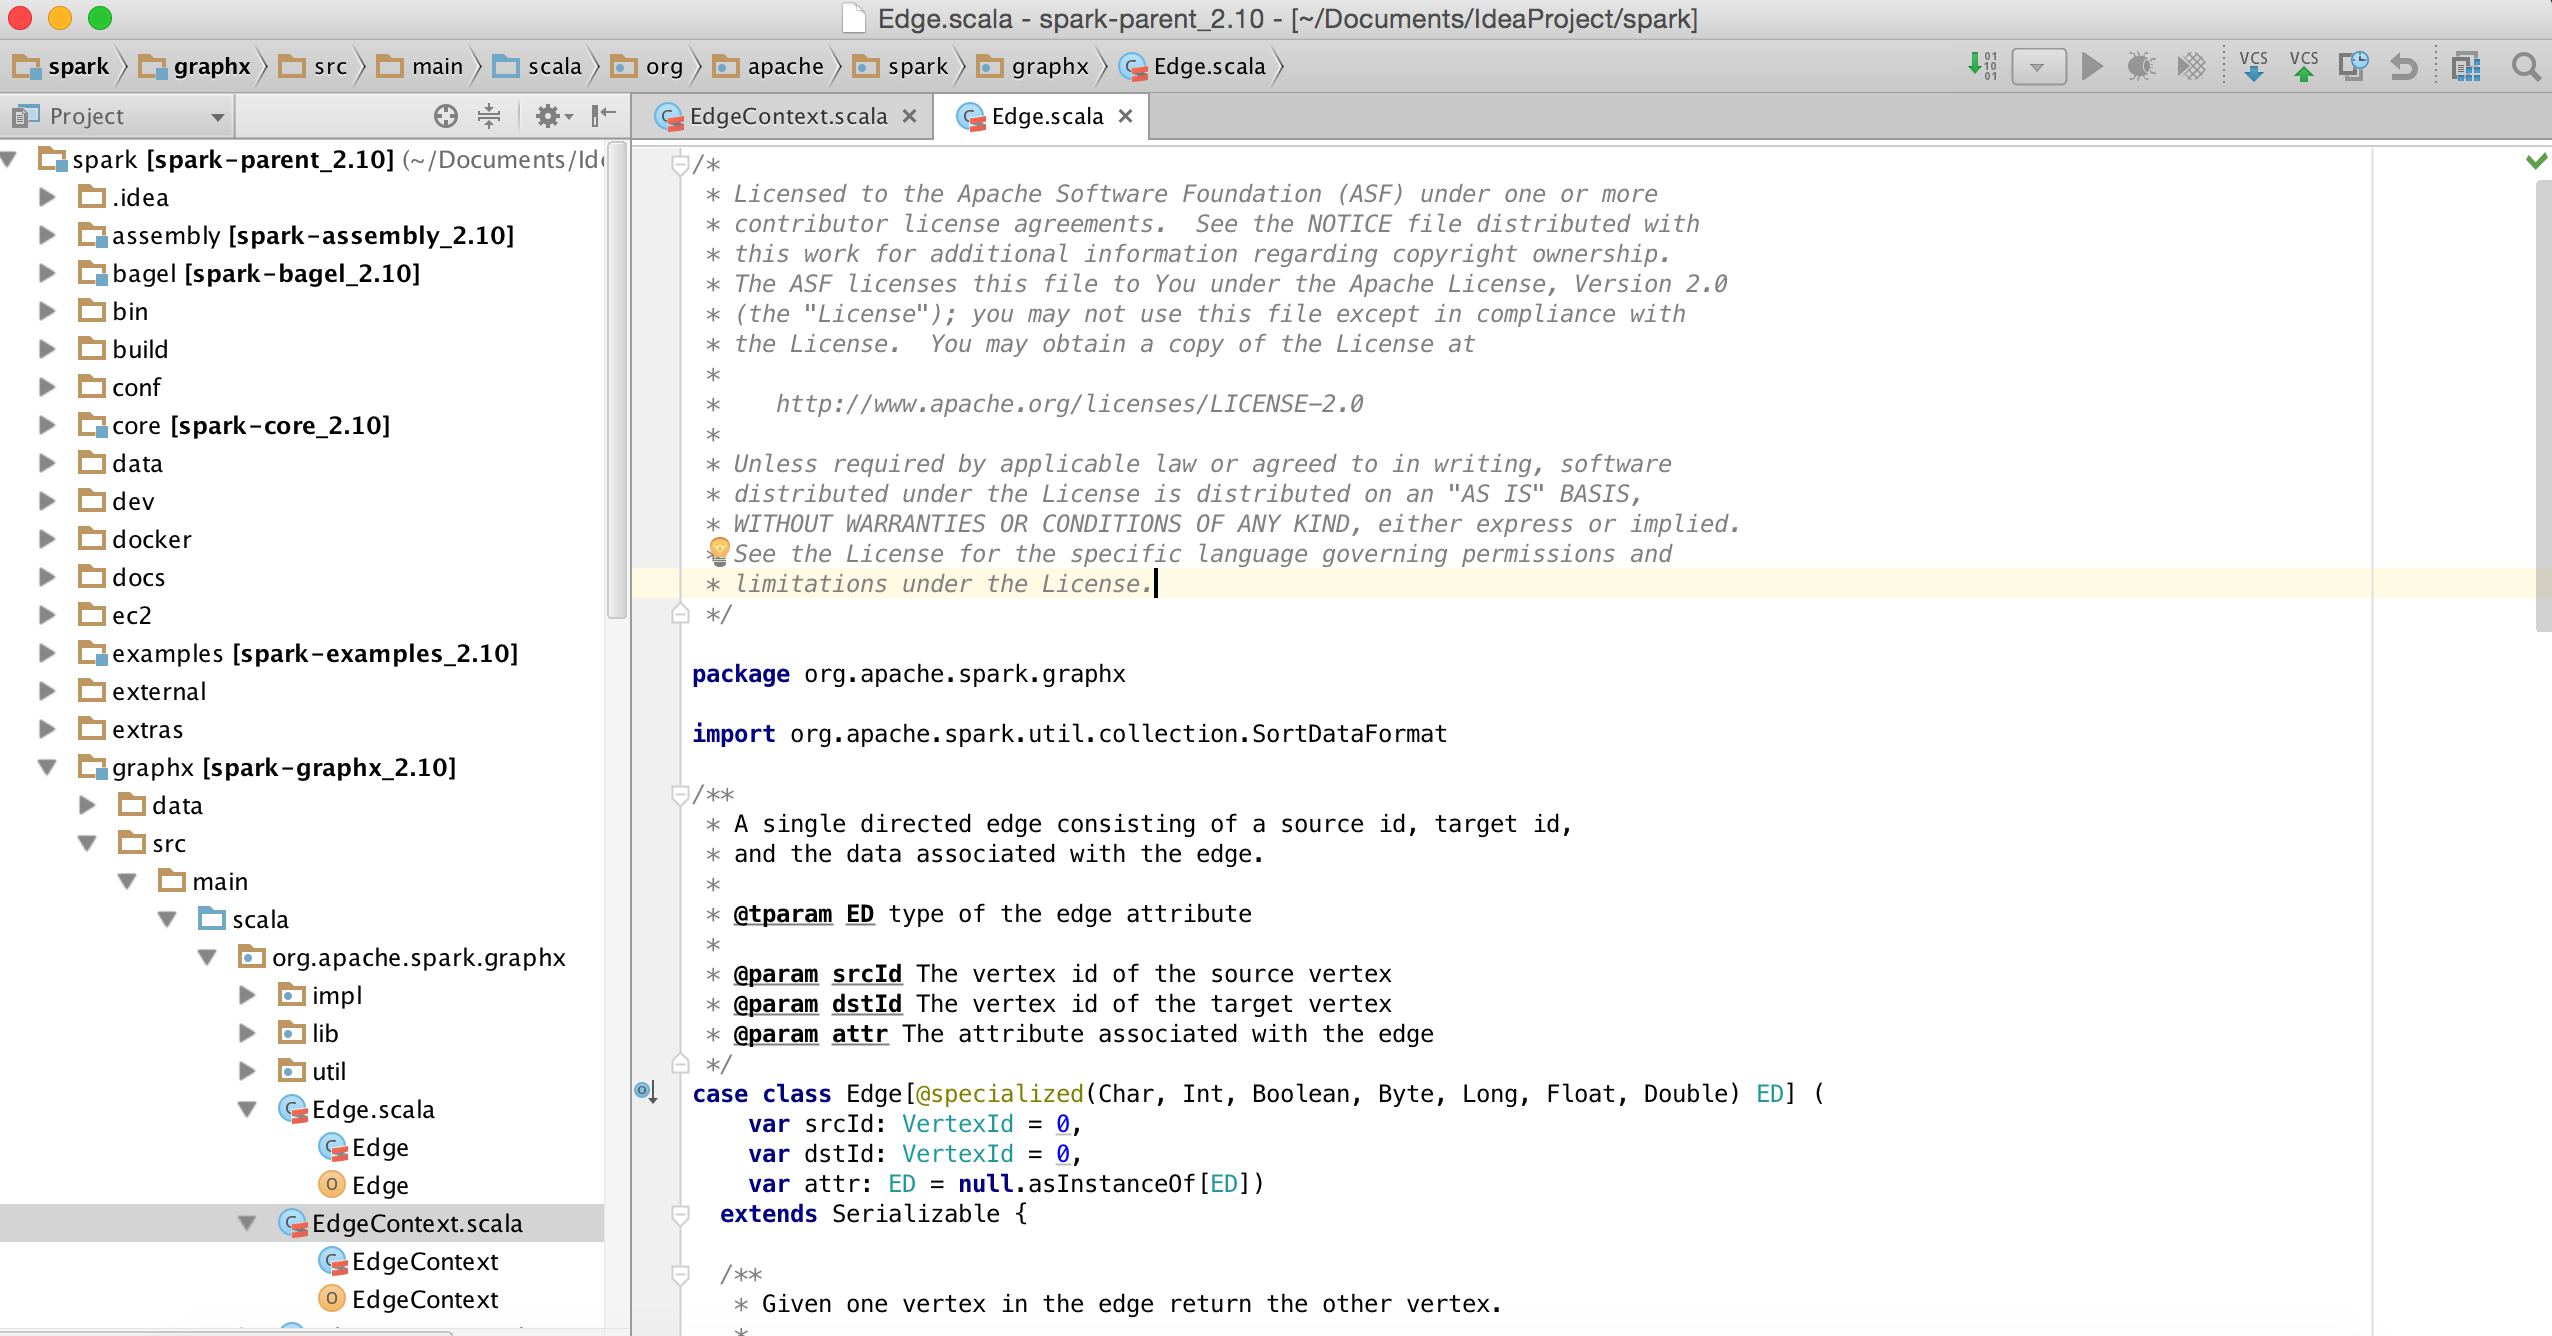 Edge.scala - spark-parent_2.10 - [~/Documents/IdeaProject/spark]
spark graphx src main scala org apache spark graphx Edge.scala
01
10
01
VCS VCS
Project
EdgeContext.scala Edge.scala
spark [spark-parent_2.10] (~/Documents/Ide
.idea
assembly [spark-assembly_2.10]
bagel [spark-bagel_2.10]
bin
build
conf
core [spark-core_2.10]
data
dev
docker
docs
ec2
examples [spark-examples_2.10]
external
extras
graphx [spark-graphx_2.10]
data
src
main
scala
org.apache.spark.graphx
impl
lib
util
Edge.scala
Edge
Edge
EdgeContext.scala
EdgeContext
EdgeContext
/*
* Licensed to the Apache Software Foundation (ASF) under one or more
* contributor license agreements.  See the NOTICE file distributed with
* this work for additional information regarding copyright ownership.
* The ASF licenses this file to You under the Apache License, Version 2.0
* (the "License"); you may not use this file except in compliance with
* the License.  You may obtain a copy of the License at
*
*    http://www.apache.org/licenses/LICENSE-2.0
*
* Unless required by applicable law or agreed to in writing, software
* distributed under the License is distributed on an "AS IS" BASIS,
* WITHOUT WARRANTIES OR CONDITIONS OF ANY KIND, either express or implied.
* See the License for the specific language governing permissions and
* limitations under the License.
*/
package org.apache.spark.graphx
import org.apache.spark.util.collection.SortDataFormat
/**
* A single directed edge consisting of a source id, target id,
* and the data associated with the edge.
*
* @tparam ED type of the edge attribute
*
* @param srcId The vertex id of the source vertex
* @param dstId The vertex id of the target vertex
* @param attr The attribute associated with the edge
*/
case class Edge[@specialized(Char, Int, Boolean, Byte, Long, Float, Double) ED] (
var srcId: VertexId = 0,
var dstId: VertexId = 0,
var attr: ED = null.asInstanceOf[ED])
extends Serializable {
/**
* Given one vertex in the edge return the other vertex.
*